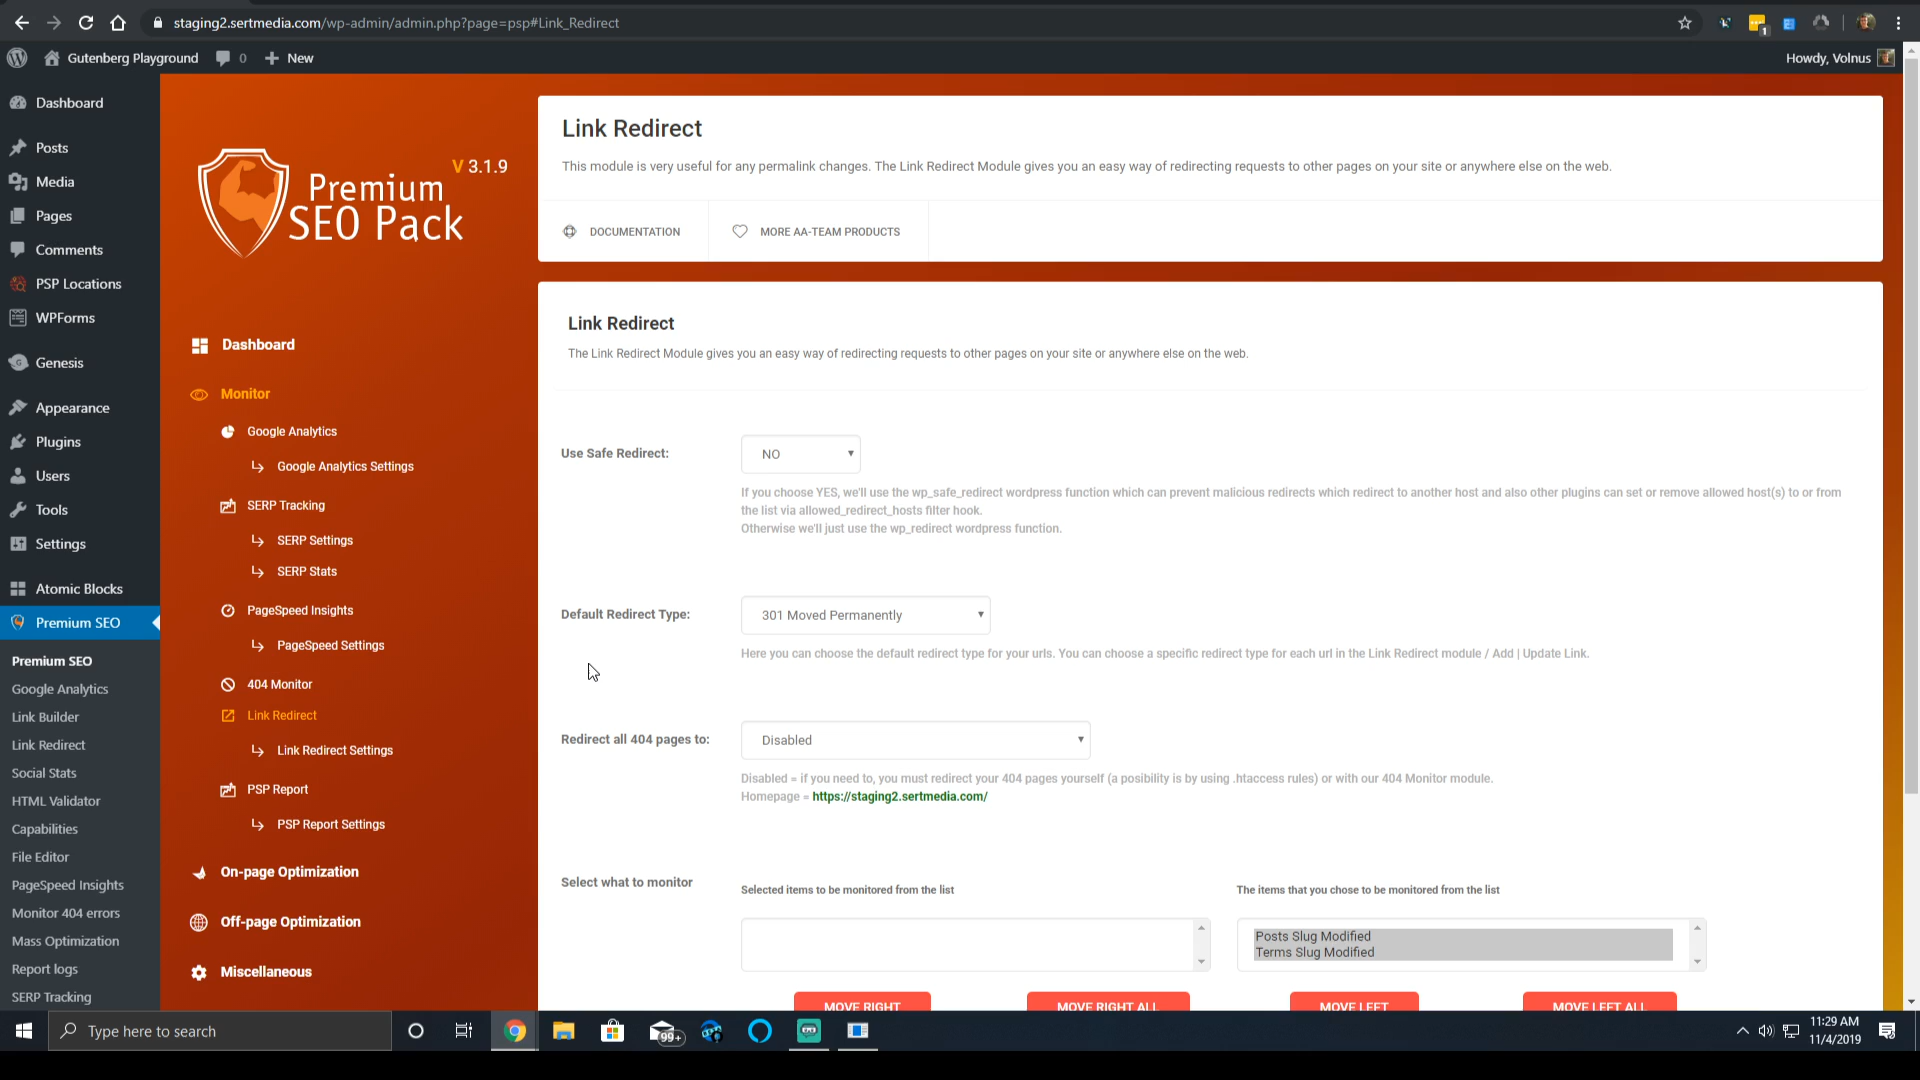 staging2.sertmedia.com/wp-admin/admin.php?page=psp#Link_Redirect
1
Gutenberg Playground
0
New
Howdy, Volnus
Dashboard
Posts
Media
Pages
Comments
PSP Locations
WPForms
Genesis
Appearance
Plugins
Users
Tools
Settings
Atomic Blocks
Premium SEO
Premium SEO
Google Analytics
Link Builder
Link Redirect
Social Stats
HTML Validator
Capabilities
File Editor
PageSpeed Insights
Monitor 404 errors
Mass Optimization
Report logs
SERP Tracking
V 3.1.9
Premium
SEO Pack
Dashboard
Monitor
Google Analytics
Google Analytics Settings
SERP Tracking
SERP Settings
SERP Stats
PageSpeed Insights
PageSpeed Settings
404 Monitor
Link Redirect
Link Redirect Settings
PSP Report
PSP Report Settings
On-page Optimization
Off-page Optimization
Miscellaneous
Link Redirect
This module is very useful for any permalink changes. The Link Redirect Module gives you an easy way of redirecting requests to other pages on your site or anywhere else on the web.
DOCUMENTATION
MORE AA-TEAM PRODUCTS
Link Redirect
The Link Redirect Module gives you an easy way of redirecting requests to other pages on your site or anywhere else on the web.
Use Safe Redirect:
NO
If you choose YES, we'll use the wp_safe_redirect wordpress function which can prevent malicious redirects which redirect to another host and also other plugins can set or remove allowed host(s) to or from
the list via allowed_redirect_hosts filter hook.
Otherwise we'll just use the wp_redirect wordpress function.
Default Redirect Type:
301 Moved Permanently
Here you can choose the default redirect type for your urls. You can choose a specific redirect type for each url in the Link Redirect module / Add | Update Link.
Redirect all 404 pages to:
Disabled
Disabled = if you need to, you must redirect your 404 pages yourself (a posibility is by using .htaccess rules) or with our 404 Monitor module.
Homepage = https://staging2.sertmedia.com/
Select what to monitor
Selected items to be monitored from the list
The items that you chose to be monitored from the list
Posts Slug Modified
Terms Slug Modified
MOVE RIGHT
MOVE RIGHT ALL
MOVE LEFT
MOVE LEFT ALL
Type here to search
99+
11:29 AM
11/4/2019